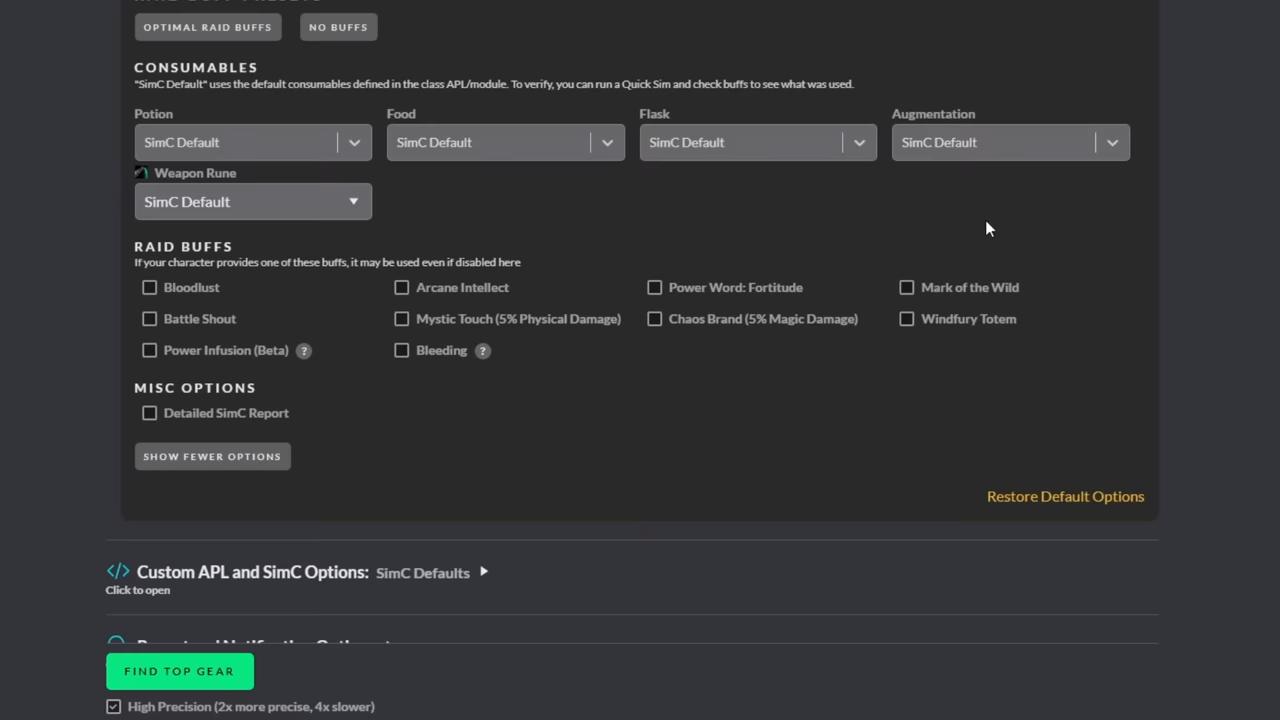 OPTIMAL RAID BUFFS NO BUFFS
CONSUMABLES
"SimC Default" uses the default consumables defined in the class APL/module. To verify, you can run a Quick Sim and check buffs to see what was used.
Potion Food Flask Augmentation
SimC Default SimC Default SimC Default SimC Default
Weapon Rune
SimC Default
RAID BUFFS
If your character provides one of these buffs, it may be used even if disabled here
Bloodlust Arcane Intellect Power Word: Fortitude Mark of the Wild
Battle Shout Mystic Touch (5% Physical Damage) Chaos Brand (5% Magic Damage) Windfury Totem
Power Infusion (Beta) ? Bleeding ?
MISC OPTIONS
Detailed SimC Report
SHOW FEWER OPTIONS
Restore Default Options
</> Custom APL and SimC Options: SimC Defaults
Click to open
FIND TOP GEAR
High Precision (2x more precise, 4x slower)